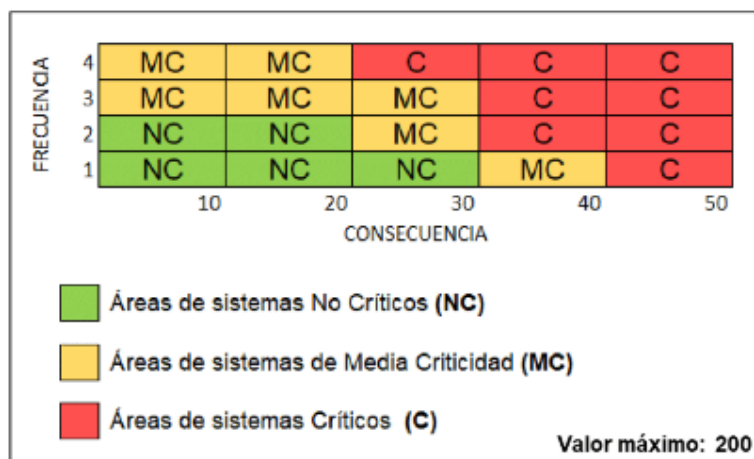 FRECUENCIA
4 MC MC C C C
3 MC MC MC C C
2 NC NC MC C C
1 NC NC NC MC C
10 20 30 40 50
CONSECUENCIA
Áreas de sistemas No Críticos (NC)
Áreas de sistemas de Media Criticidad (MC)
Áreas de sistemas Críticos (C)
Valor máximo: 200